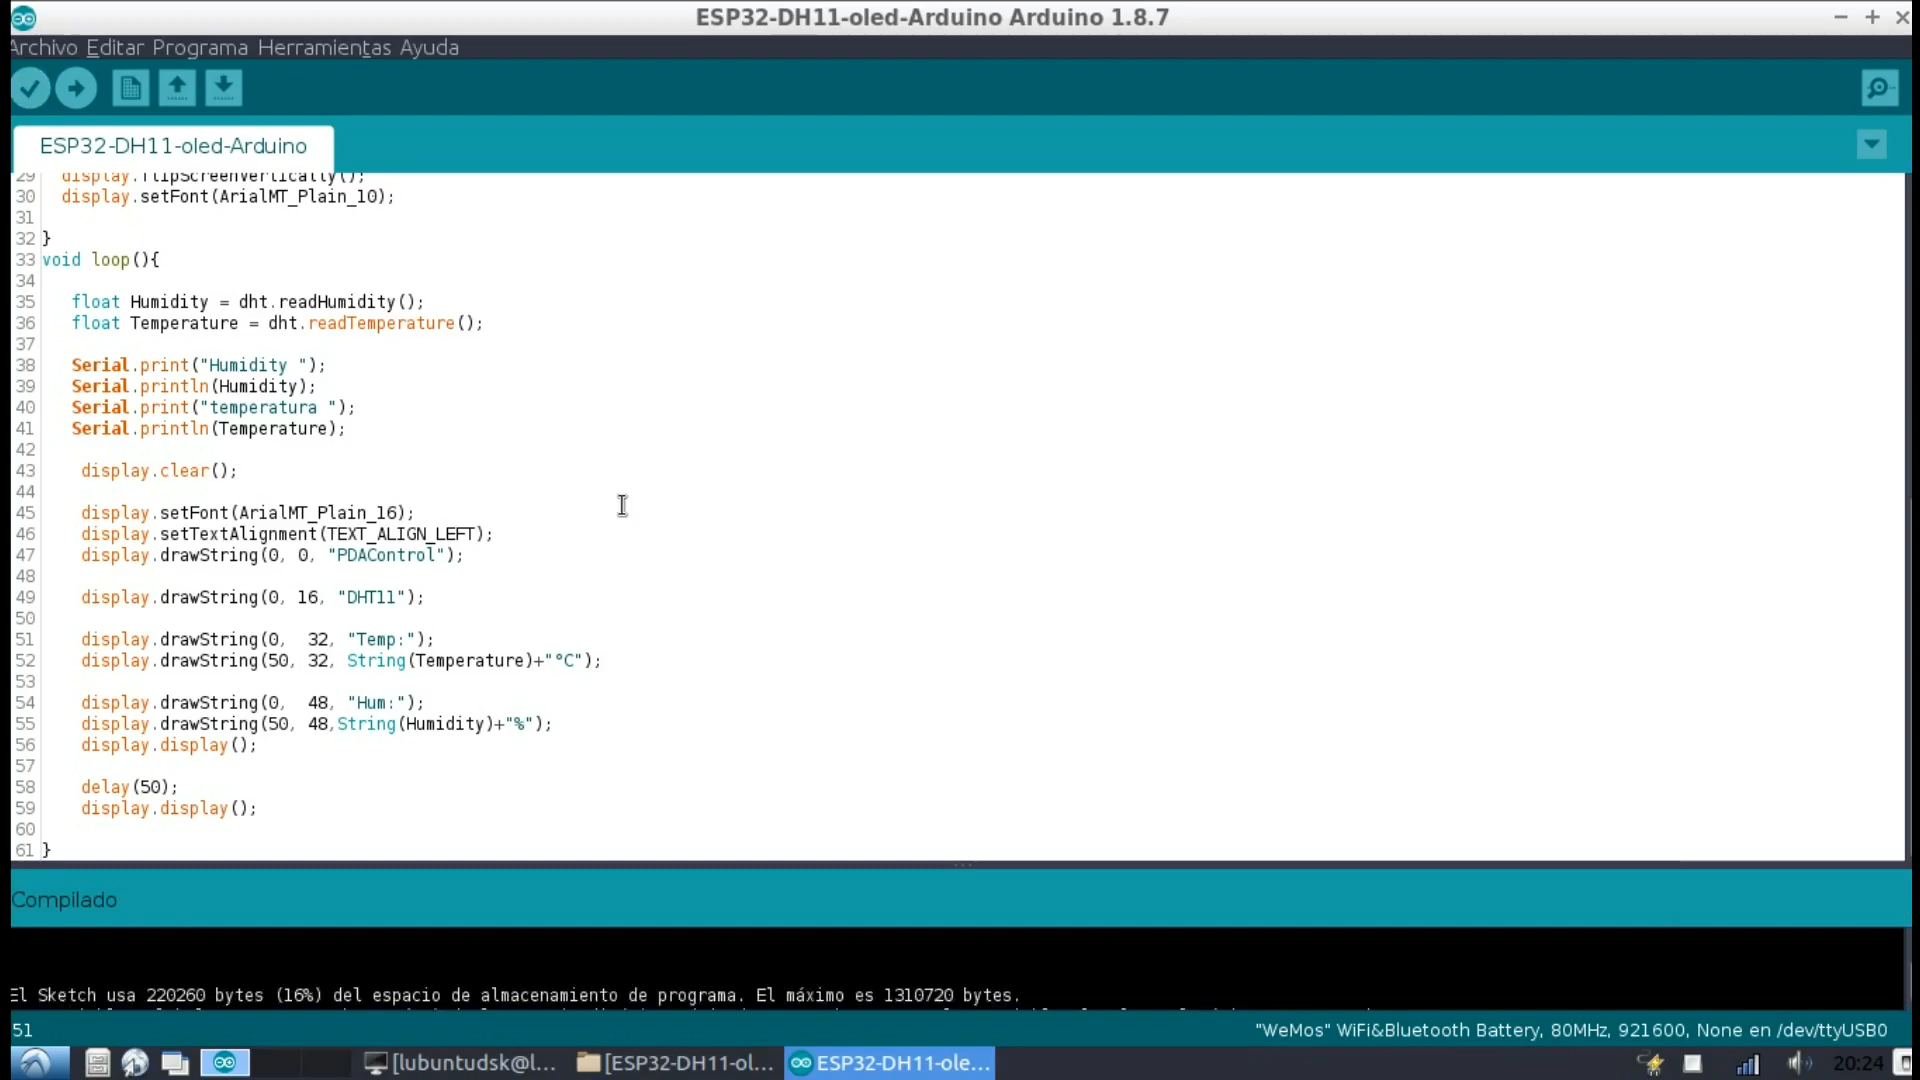 ESP32-DH11-oled-Arduino Arduino 1.8.7
Archivo Editar Programa Herramientas Ayuda
ESP32-DH11-oled-Arduino
29 display.flipScreenVertically();
30 display.setFont(ArialMT_Plain_10);
31
32 }
33 void loop(){
34
35 float Humidity = dht.readHumidity();
36 float Temperature = dht.readTemperature();
37
38 Serial.print("Humidity ");
39 Serial.println(Humidity);
40 Serial.print("temperatura ");
41 Serial.println(Temperature);
42
43 display.clear();
44
45 display.setFont(ArialMT_Plain_16);
46 display.setTextAlignment(TEXT_ALIGN_LEFT);
47 display.drawString(0, 0, "PDAControl");
48
49 display.drawString(0, 16, "DHT11");
50
51 display.drawString(0,  32, "Temp:");
52 display.drawString(50, 32, String(Temperature)+"°C");
53
54 display.drawString(0,  48, "Hum:");
55 display.drawString(50, 48,String(Humidity)+"%");
56 display.display();
57
58 delay(50);
59 display.display();
60
61 }
Compilado
El Sketch usa 220260 bytes (16%) del espacio de almacenamiento de programa. El máximo es 1310720 bytes.
51 "WeMos" WiFi&Bluetooth Battery, 80MHz, 921600, None en /dev/ttyUSB0
[lubuntudsk@l... [ESP32-DH11-ol... ESP32-DH11-ole... 20:24